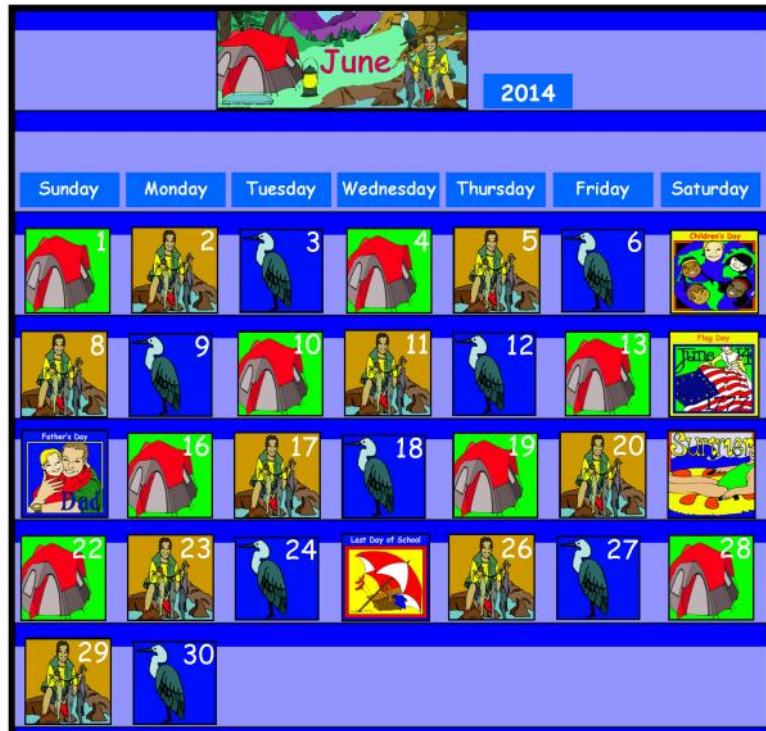 June
2014
Sunday Monday Tuesday Wednesday Thursday Friday Saturday
1 2 3 4 5 6 Children's Day
8 9 10 11 12 13 Flag Day June 14
Father's Day Dad 16 17 18 19 20 Summer
22 23 24 Last Day of School 26 27 28
29 30